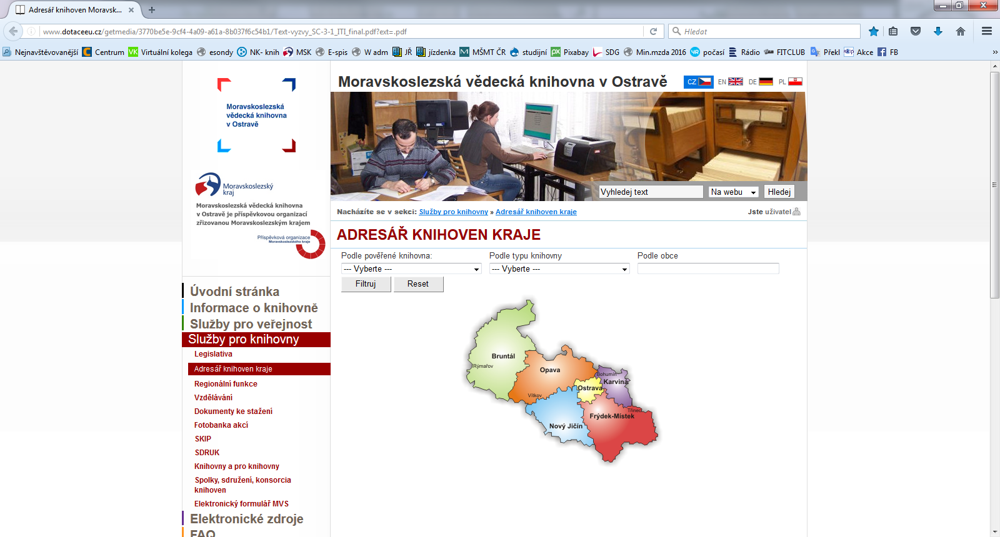 Adresář knihoven Moravsk...
www.dotaceeu.cz/getmedia/3770be5e-9cf4-4a09-a61a-8b037f6c54b1/Text-vyzvy_SC-3-1_ITI_final.pdf?ext=.pdf
Hledat
Nejnavštěvovanější Centrum Virtuální kolega esondy NK- knih MSK E-spis W adm JŘ jízdenka MŠMT ČR studijní Pixabay SDG Min.mzda 2016 počasí Rádio FITCLUB Překl Akce FB »
Moravskoslezská
vědecká knihovna
v Ostravě
Moravskoslezský
kraj
Moravskoslezská vědecká knihovna
v Ostravě je příspěvkovou organizací
zřizovanou Moravskoslezským krajem
Příspěvková organizace
Moravskoslezského kraje
Úvodní stránka
Informace o knihovně
Služby pro veřejnost
Služby pro knihovny
Legislativa
Adresář knihoven kraje
Regionální funkce
Vzdělávání
Dokumenty ke stažení
Fotobanka akcí
SKIP
SDRUK
Knihovny a pro knihovny
Spolky, sdružení, konsorcia
knihoven
Elektronický formulář MVS
Elektronické zdroje
FAQ
Moravskoslezská vědecká knihovna v Ostravě
CZ EN DE PL
Vyhledej text Na webu Hledej
Nacházíte se v sekci: Služby pro knihovny » Adresář knihoven kraje
Jste uživatel
ADRESÁŘ KNIHOVEN KRAJE
Podle pověřené knihovna: Podle typu knihovny Podle obce
--- Vyberte --- --- Vyberte ---
Filtruj Reset
Bruntál
Rýmařov
Opava
Bohumín
Karviná
Ostrava
Vítkov
Třinec
Frýdek-Místek
Nový Jičín